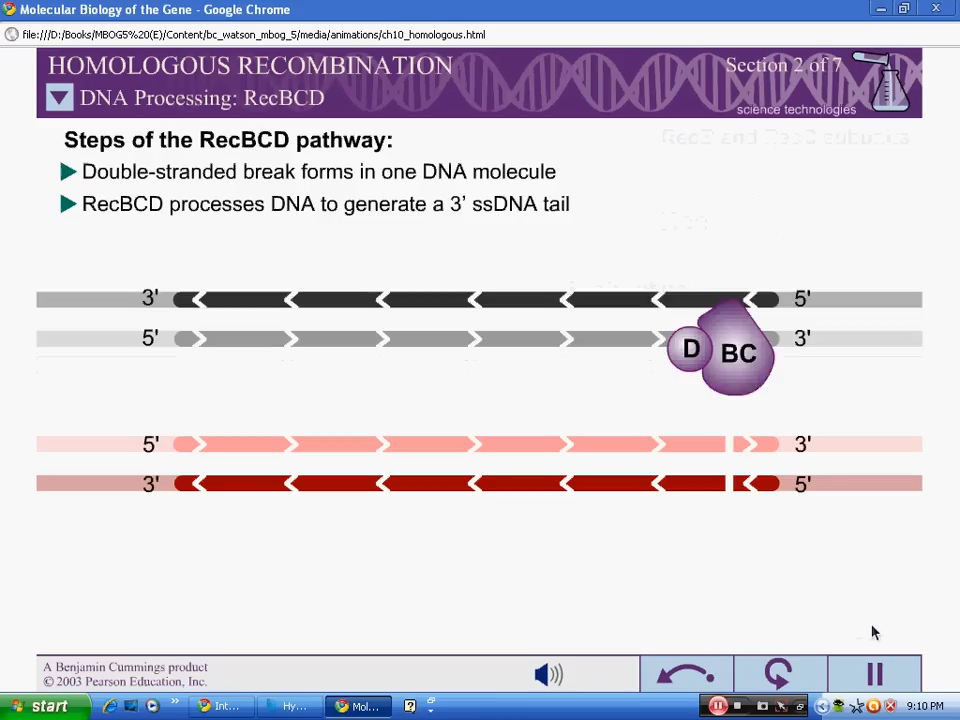 Molecular Biology of the Gene - Google Chrome
file:///D:/Books/MBOG5%20(E)/Content/bc_watson_mbog_5/media/animations/ch10_homologous.html
HOMOLOGOUS RECOMBINATION
Section 2 of 7
DNA Processing: RecBCD
science technologies
Steps of the RecBCD pathway:
Double-stranded break forms in one DNA molecule
RecBCD processes DNA to generate a 3’ ssDNA tail
3' 5'
5' 3'
D BC
5' 3'
3' 5'
A Benjamin Cummings product
© 2003 Pearson Education, Inc.
start Int... Hy... Mol... 9:10 PM